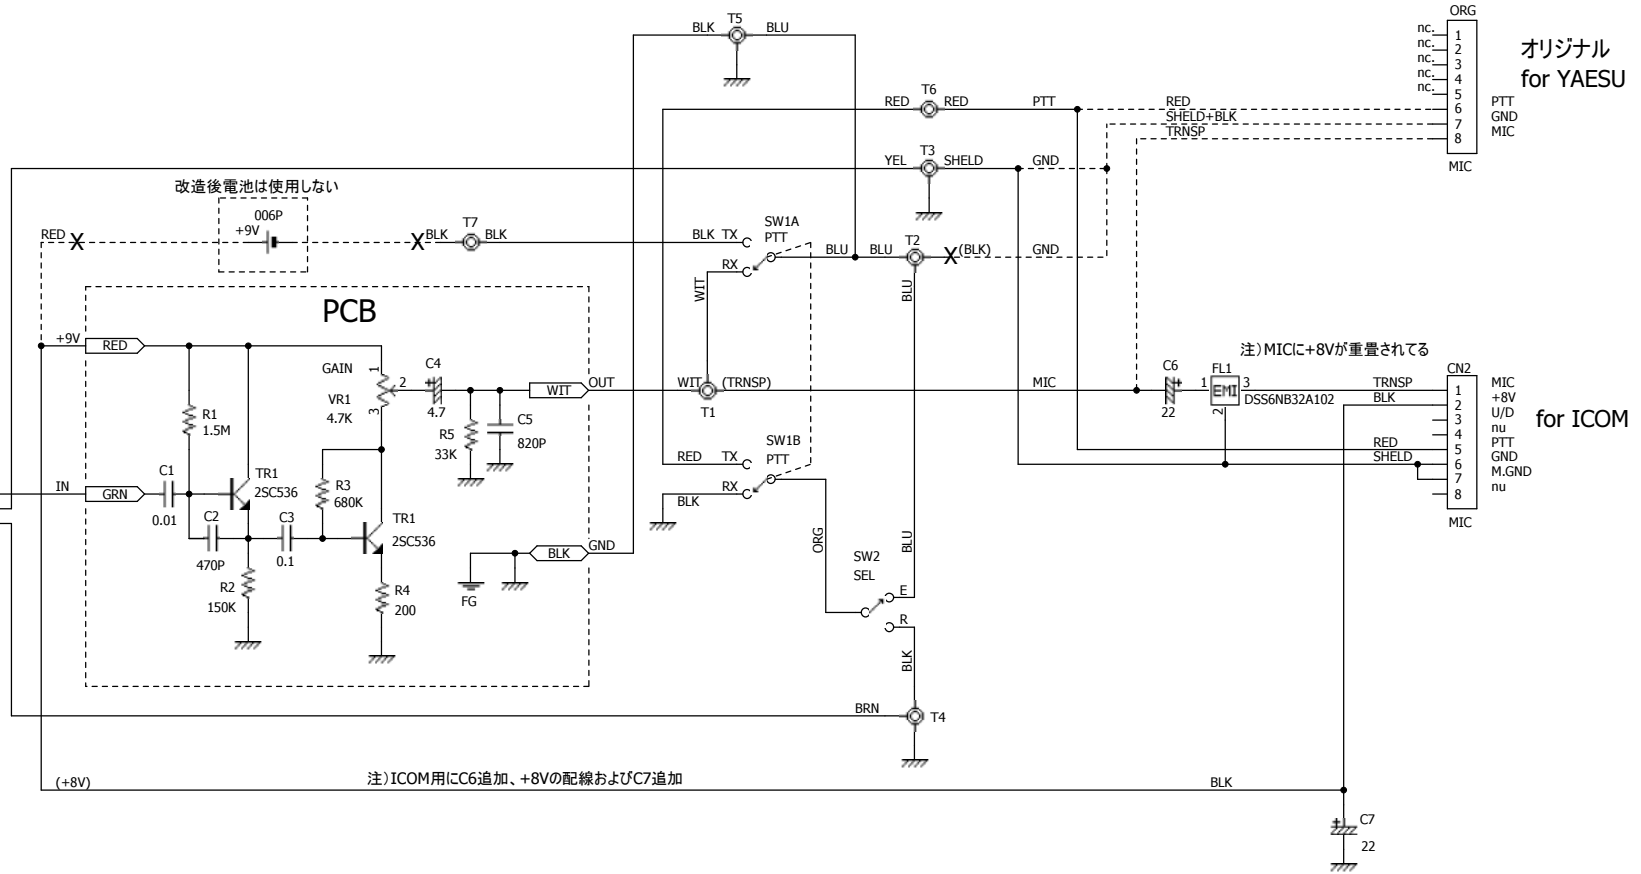 ORG
オリジナル
for YAESU
nc. 1
nc. 2
nc. 3
nc. 4
nc. 5
6 PTT
7 GND
8 MIC
MIC
T5
BLK BLU
T6
RED RED PTT RED
SHELD+BLK
TRNSP
T3
YEL SHELD GND
改造後電池は使用しない
006P
+9V
RED X X BLK T7 BLK
BLK TX
SW1A
PTT
RX
WIT
BLU BLU T2 X (BLK) GND
BLU
PCB
+9V RED
GAIN
VR1
4.7K
1
2
3
C4
+
4.7
R5
33K
C5
820P
WIT OUT
WIT (TRNSP)
T1
MIC
C6
+
22
注）MICに+8Vが重畳されてる
FL1
1 EMI 3
2
DSS6NB32A102
TRNSP
BLK
RED
SHELD
CN2
1 MIC
2 +8V
3 U/D
4 nu
5 PTT
6 GND
7 M.GND
8 nu
MIC
for ICOM
R1
1.5M
C1
0.01
IN GRN
TR1
2SC536
C2
470P
R2
150K
C3
0.1
R3
680K
TR1
2SC536
R4
200
RED TX
SW1B
PTT
RX
BLK
BLK GND
FG
ORG
BLU
SW2
SEL
E
R
BLK
BRN T4
(+8V)
注）ICOM用にC6追加、+8Vの配線およびC7追加
BLK
+ C7
22